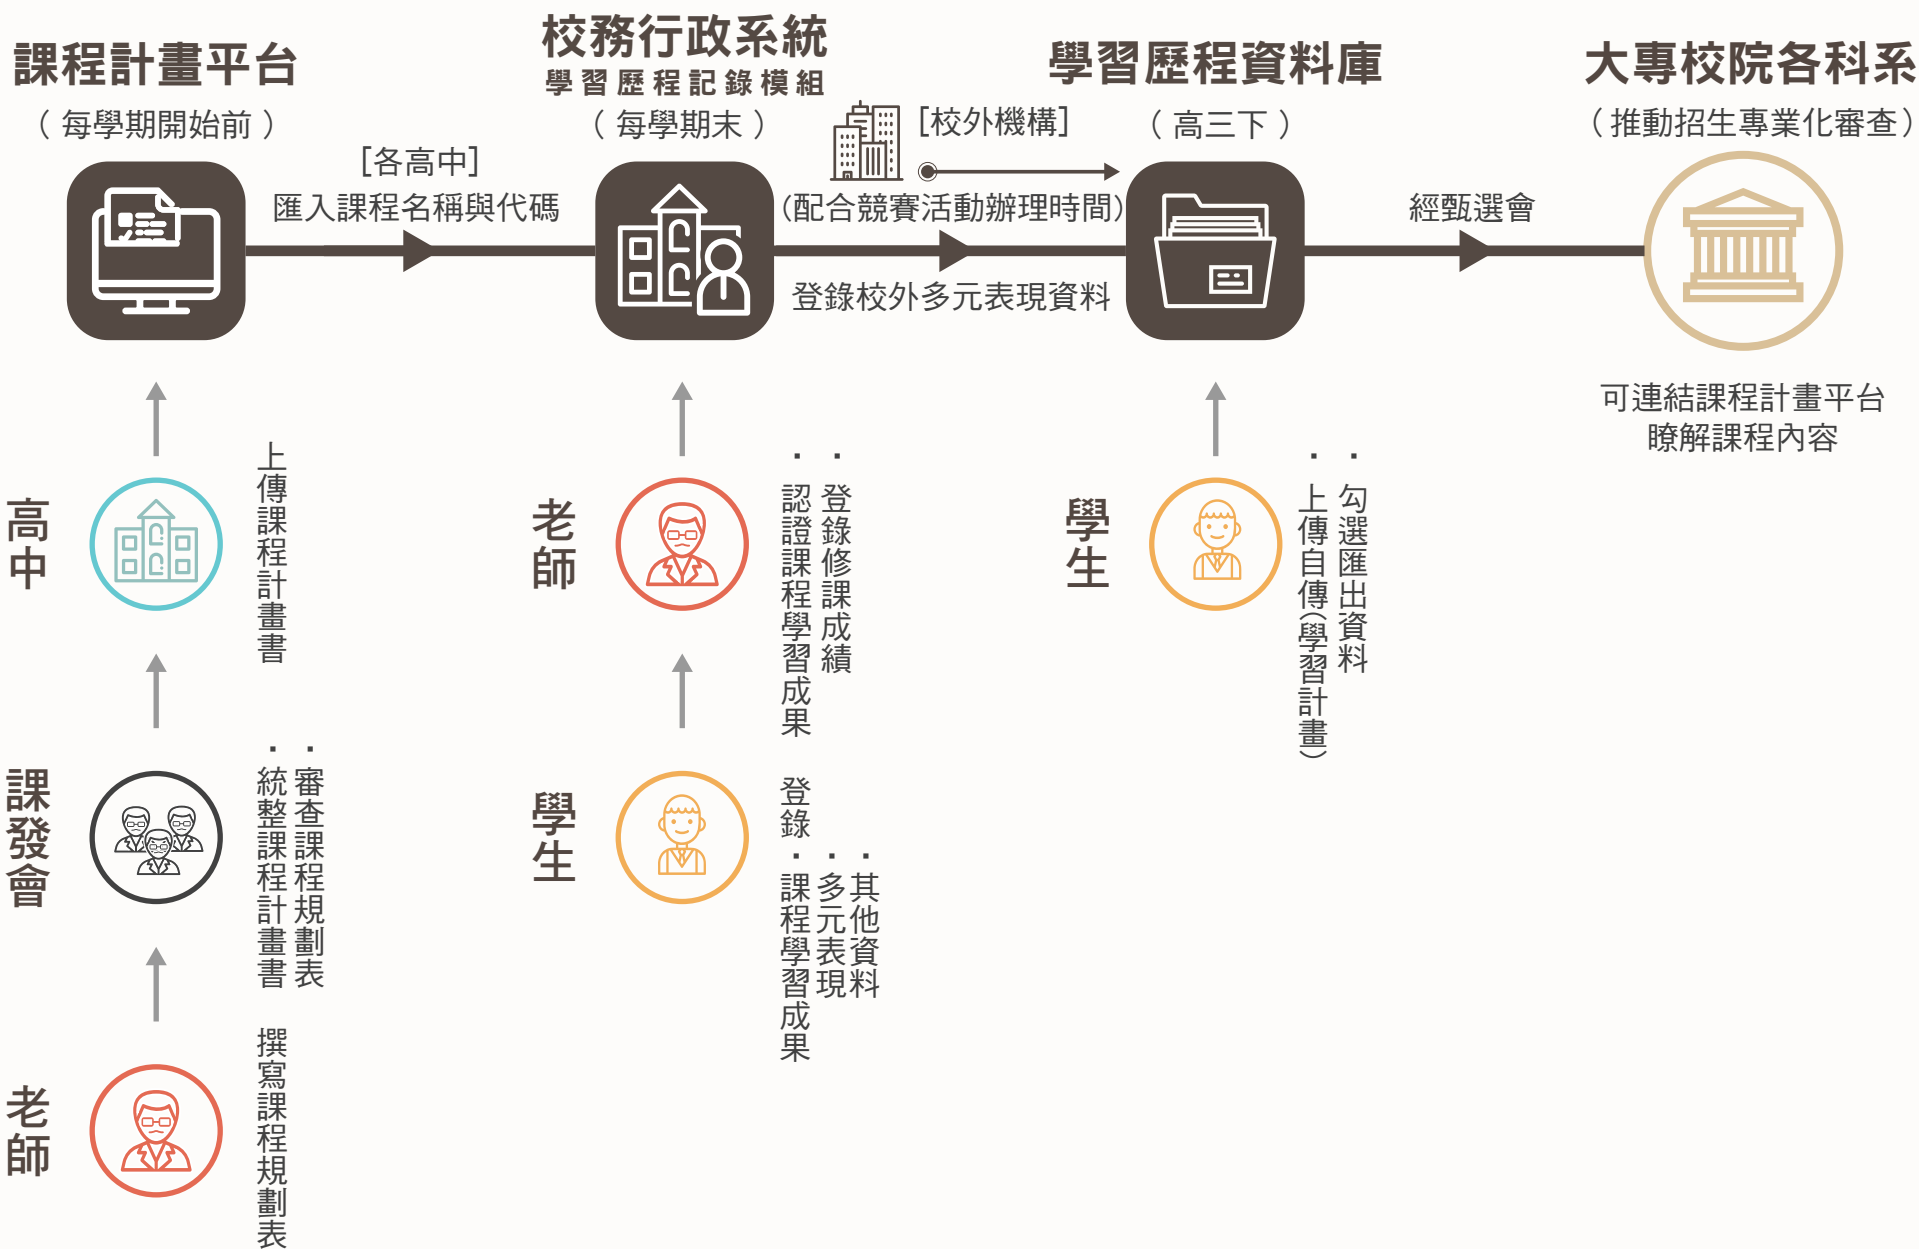 課程計畫平台
（ 每學期開始前 ）
[各高中]
匯入課程名稱與代碼
校務行政系統
學習歷程記錄模組
（ 每學期末 ）
[校外機構]
（配合競賽活動辦理時間）
登錄校外多元表現資料
學習歷程資料庫
（ 高三下 ）
經甄選會
大專校院各科系
（推動招生專業化審查）
可連結課程計畫平台
瞭解課程內容
高中
上傳課程計畫書
課發會
．審查課程規劃表
．統整課程計畫書
老師
撰寫課程規劃表
老師
．登錄修課成績
．認證課程學習成果
學生
登錄
．其他資料
．多元表現
．課程學習成果
學生
．勾選匯出資料
．上傳自傳（學習計畫）